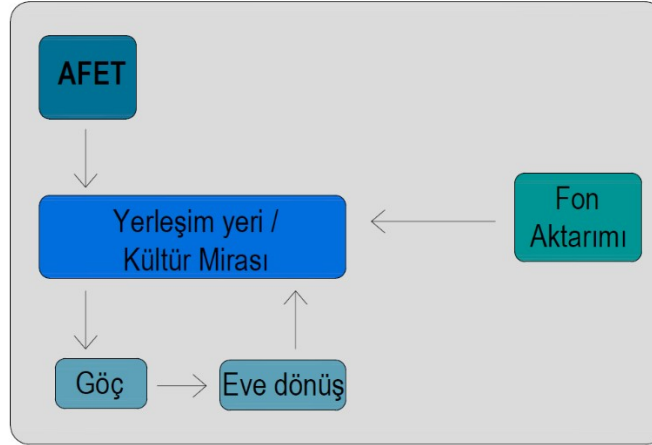 AFET
Yerleşim yeri /
Kültür Mirası
Fon
Aktarımı
Göç
Eve dönüş